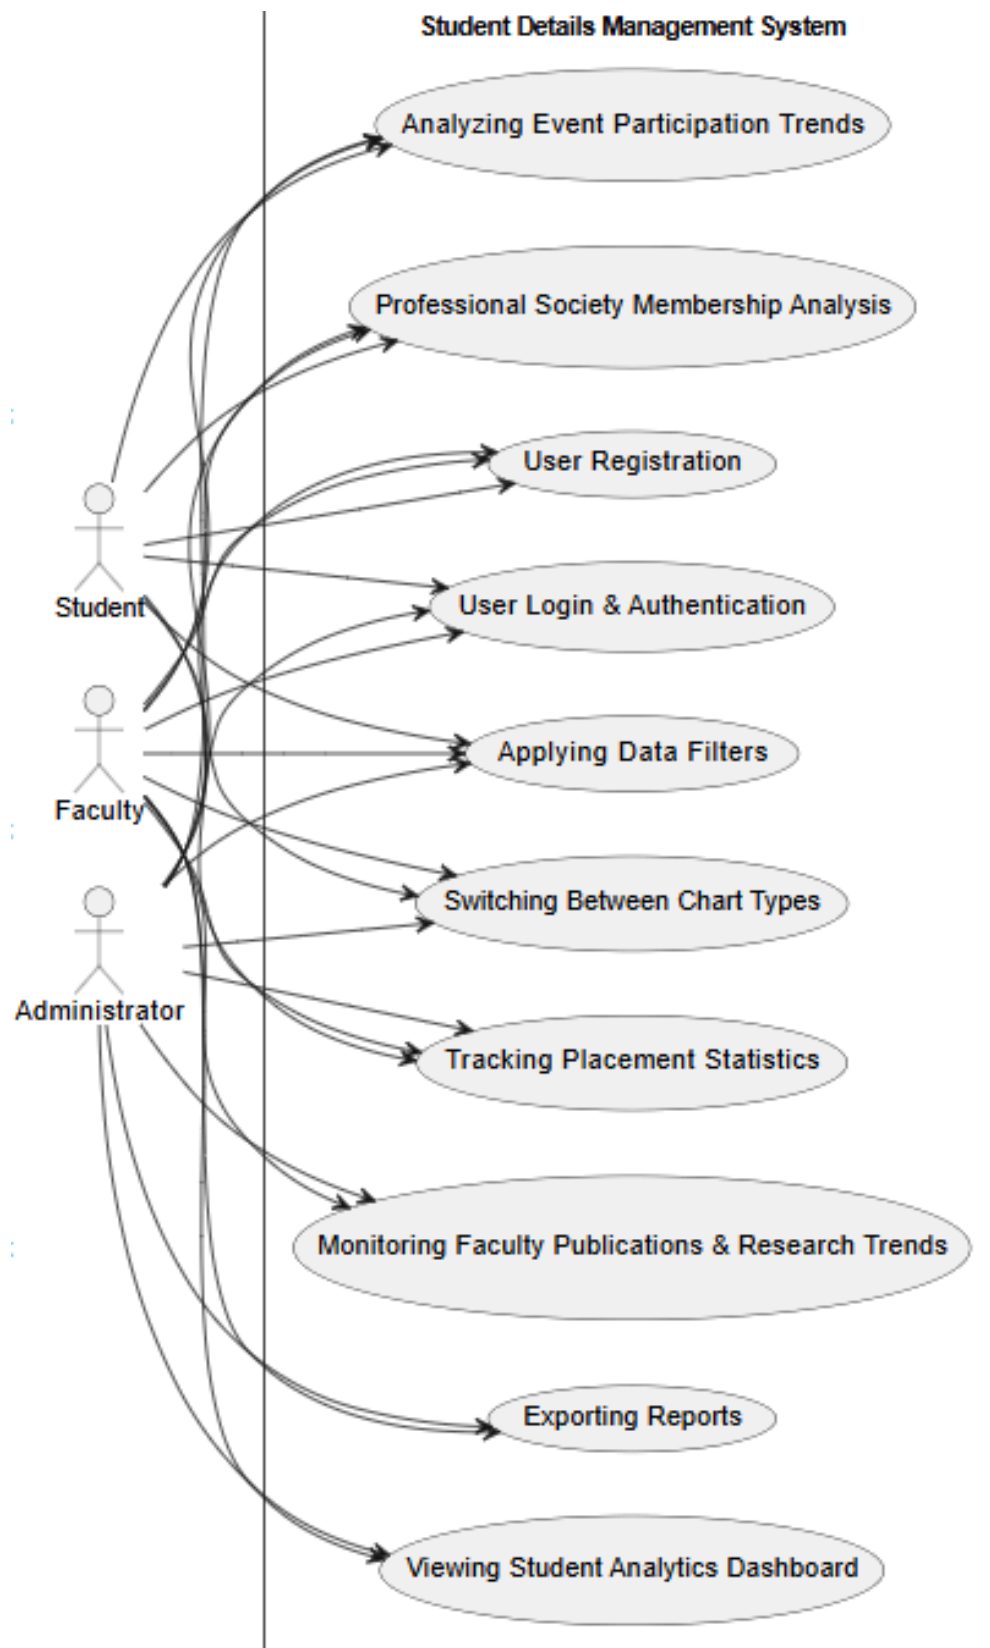 Student Details Management System
Analyzing Event Participation Trends
Professional Society Membership Analysis
User Registration
Student
User Login & Authentication
Faculty
Applying Data Filters
Switching Between Chart Types
Administrator
Tracking Placement Statistics
Monitoring Faculty Publications & Research Trends
Exporting Reports
Viewing Student Analytics Dashboard